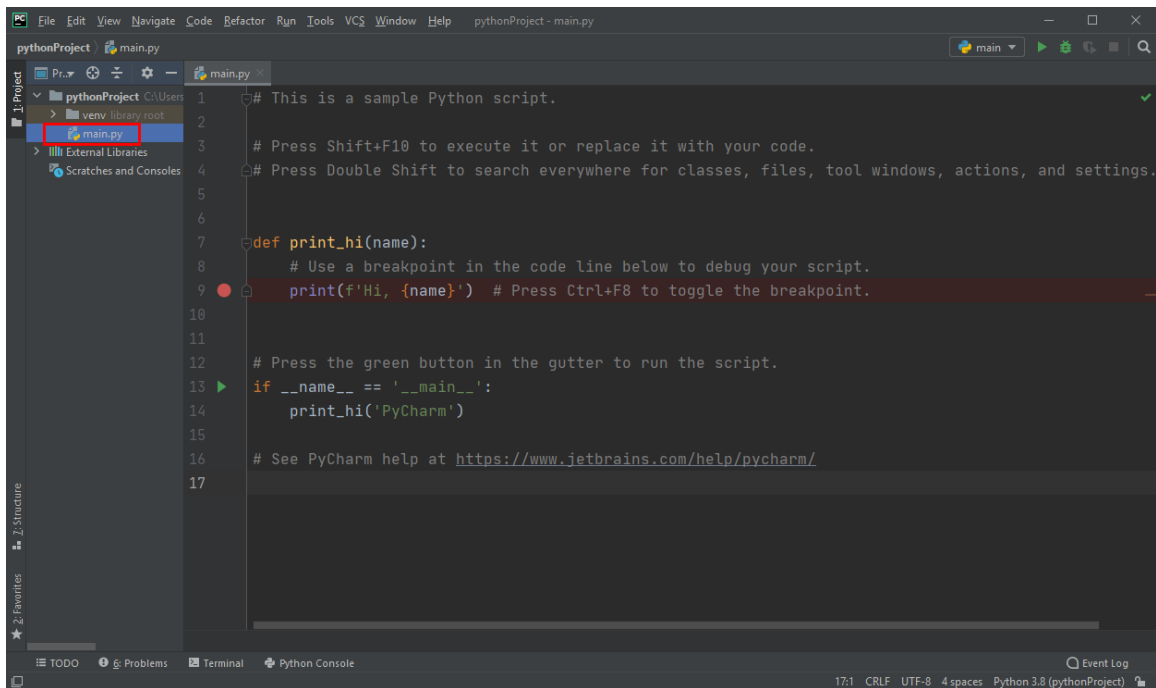 PC File Edit View Navigate Code Refactor Run Tools VCS Window Help pythonProject - main.py
pythonProject main.py main
1: Project Pr... main.py
pythonProject C:\Users
venv library root
main.py
External Libraries
Scratches and Consoles
1 # This is a sample Python script.
2
3 # Press Shift+F10 to execute it or replace it with your code.
4 # Press Double Shift to search everywhere for classes, files, tool windows, actions, and settings.
5
6
7 def print_hi(name):
8     # Use a breakpoint in the code line below to debug your script.
9     print(f'Hi, {name}')  # Press Ctrl+F8 to toggle the breakpoint.
10
11
12 # Press the green button in the gutter to run the script.
13 if __name__ == '__main__':
14     print_hi('PyCharm')
15
16 # See PyCharm help at https://www.jetbrains.com/help/pycharm/
17
7: Structure
2: Favorites
TODO 6: Problems Terminal Python Console Event Log
17:1 CRLF UTF-8 4 spaces Python 3.8 (pythonProject)